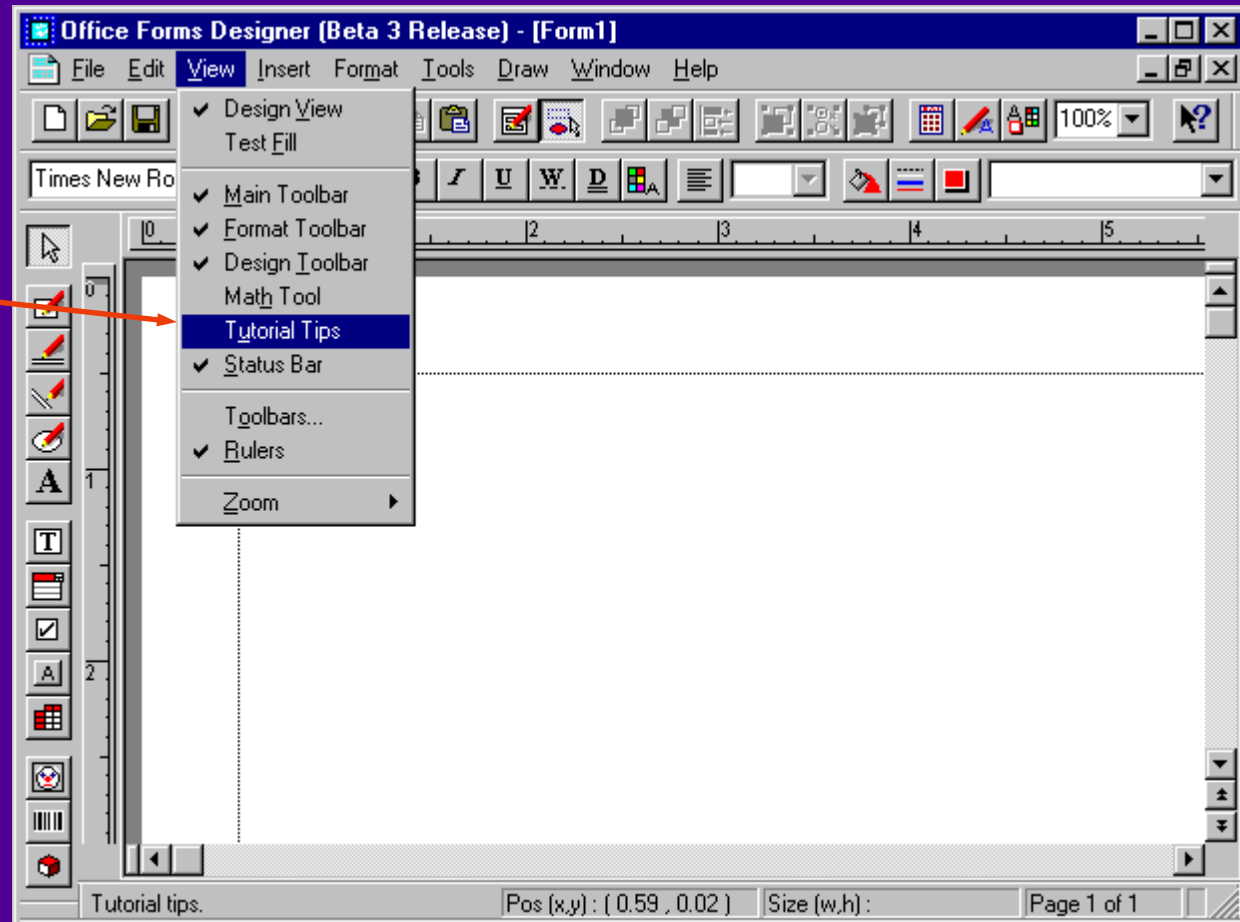 Office Forms Designer (Beta 3 Release) - [Form1]
File Edit View Insert Format Tools Draw Window Help
Design View
Test Fill
Main Toolbar
Format Toolbar
Design Toolbar
Math Tool
Tutorial Tips
Status Bar
Toolbars...
Rulers
Zoom
100%
Times New Ro
I U W. D A
0 2 3 4 5
0
1
2
A
T
A
Tutorial tips. Pos (x,y) : ( 0.59 , 0.02 ) Size (w,h) : Page 1 of 1